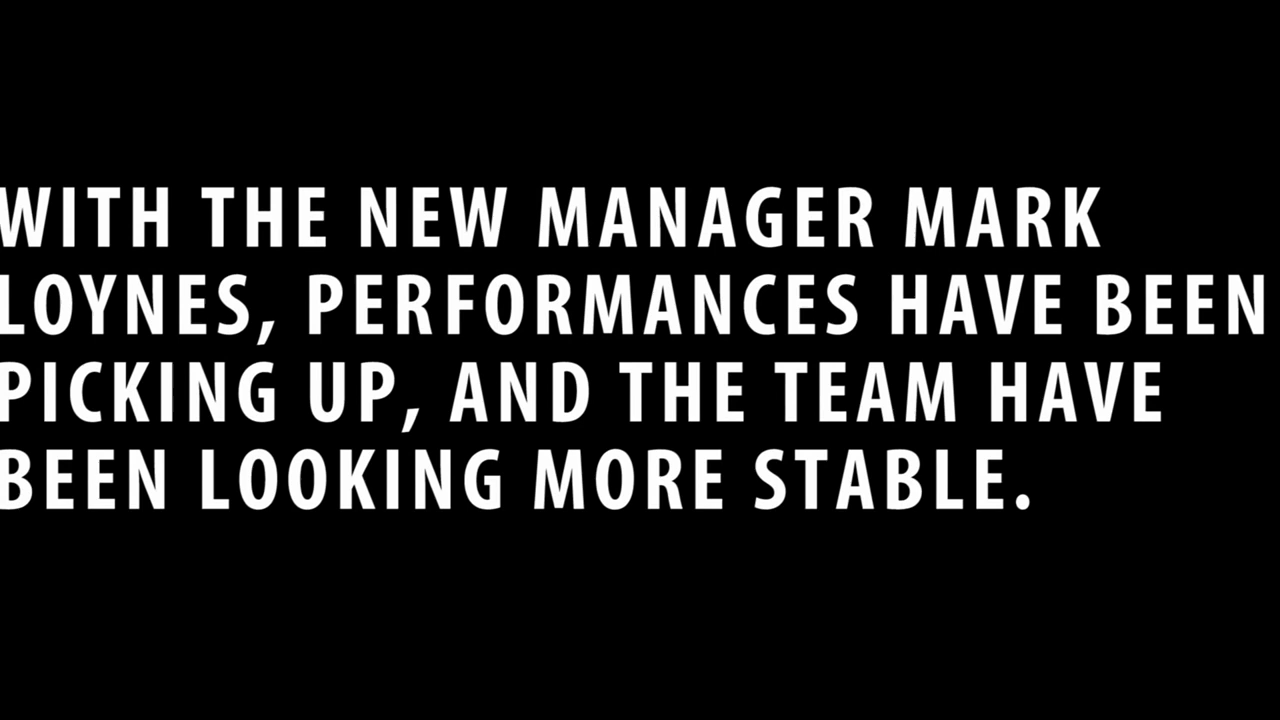 WITH THE NEW MANAGER MARK
LOYNES, PERFORMANCES HAVE BEEN
PICKING UP, AND THE TEAM HAVE
BEEN LOOKING MORE STABLE.